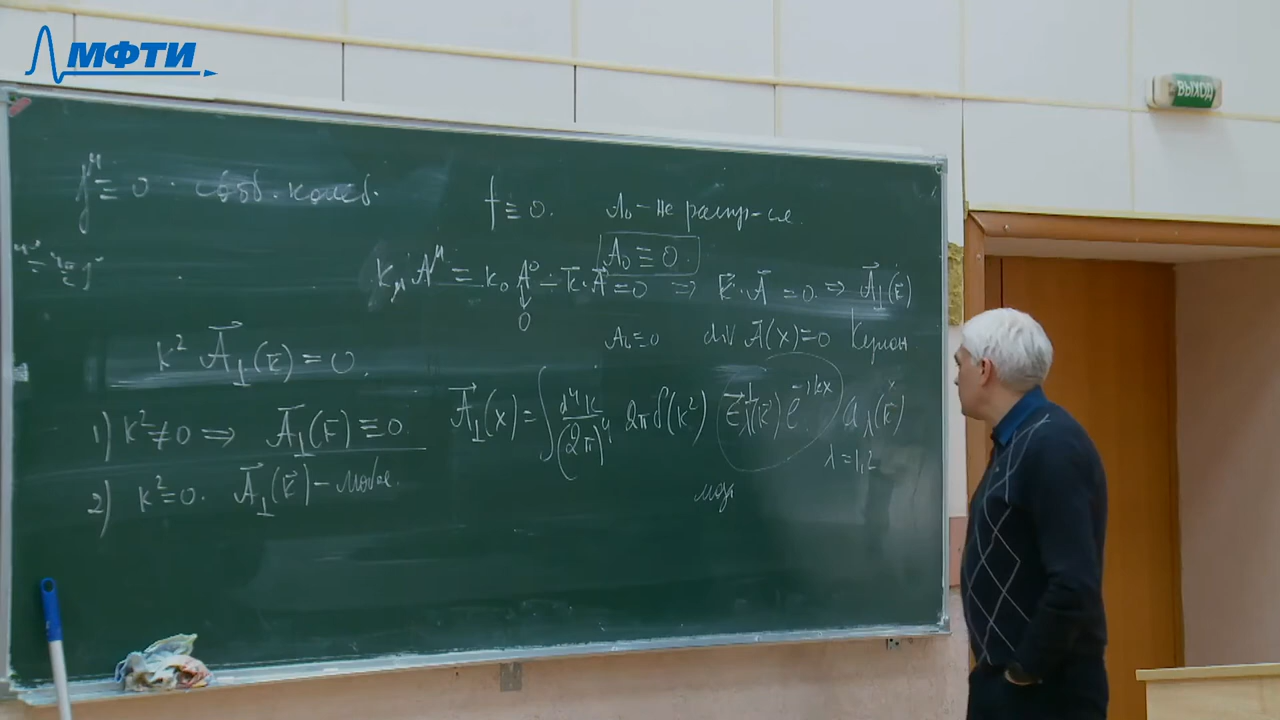 МФТИ
ВЫХОД
j^μ ≡ 0. своб. колеб.
f ≡ 0. A₀ – не распр-ся.
A₀ ≡ 0.
k_μ A^μ = k₀ A⁰ – k⃗·A⃗ = 0 ⇒ k⃗·A⃗ = 0. ⇒ A⃗_⊥(k⃗)
↓
0
A₀ ≡ 0 div A⃗(x) = 0 Кулон.
k² A⃗_⊥(k⃗) = 0.
1) k² ≠ 0 ⇒ A⃗_⊥(k⃗) ≡ 0.
2) k² = 0. A⃗_⊥(k⃗) – любое.
A⃗_⊥(x) = ∫ d⁴k/(2π)⁴ 2π δ(k²) ε⃗_λ^⊥(k⃗) e^{-ikx} a_λ(k⃗)
λ = 1,2
мод